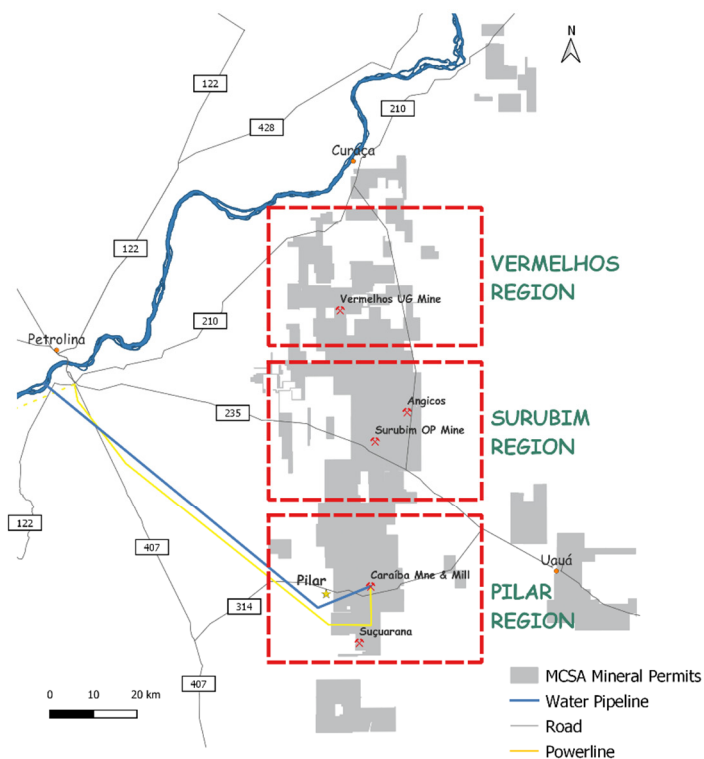 N
122
210
428
Curaça
122
VERMELHOS
REGION
Vermelhos UG Mine
210
Petrolina
Angicos
235
Surubim OP Mine
SURUBIM
REGION
122
407
Uauá
Pilar
Caraíba Mne & Mill
314
PILAR
REGION
Suçuarana
407
0 10 20 km
MCSA Mineral Permits
Water Pipeline
Road
Powerline